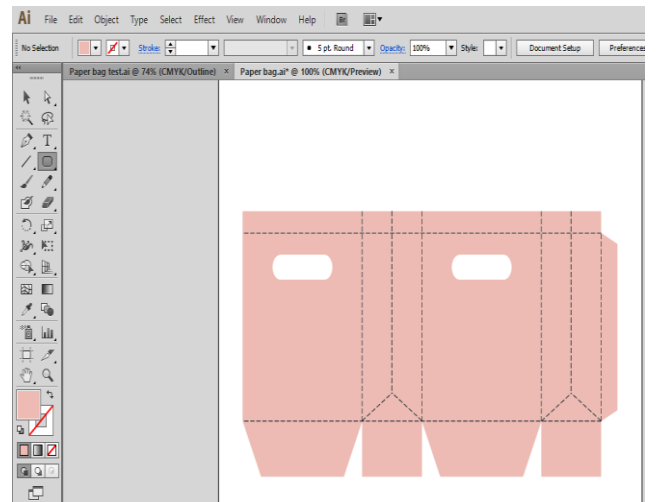 Ai File Edit Object Type Select Effect View Window Help Br
No Selection Stroke: 5 pt. Round Opacity: 100% Style: Document Setup Preferences
Paper bag test.ai @ 74% (CMYK/Outline) × Paper bag.ai* @ 100% (CMYK/Preview) ×